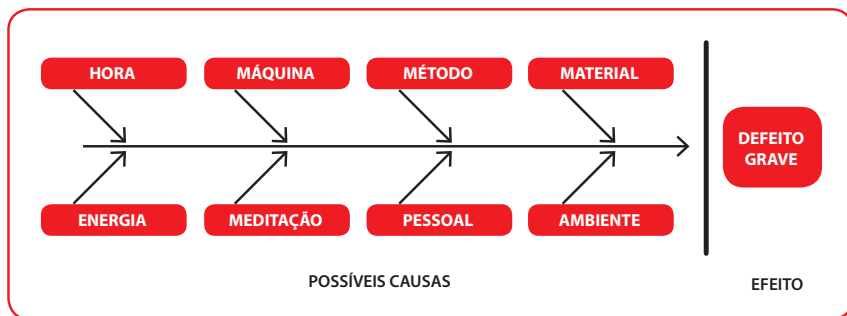 HORA
MÁQUINA
MÉTODO
MATERIAL
DEFEITO
GRAVE
ENERGIA
MEDITAÇÃO
PESSOAL
AMBIENTE
POSSÍVEIS CAUSAS
EFEITO